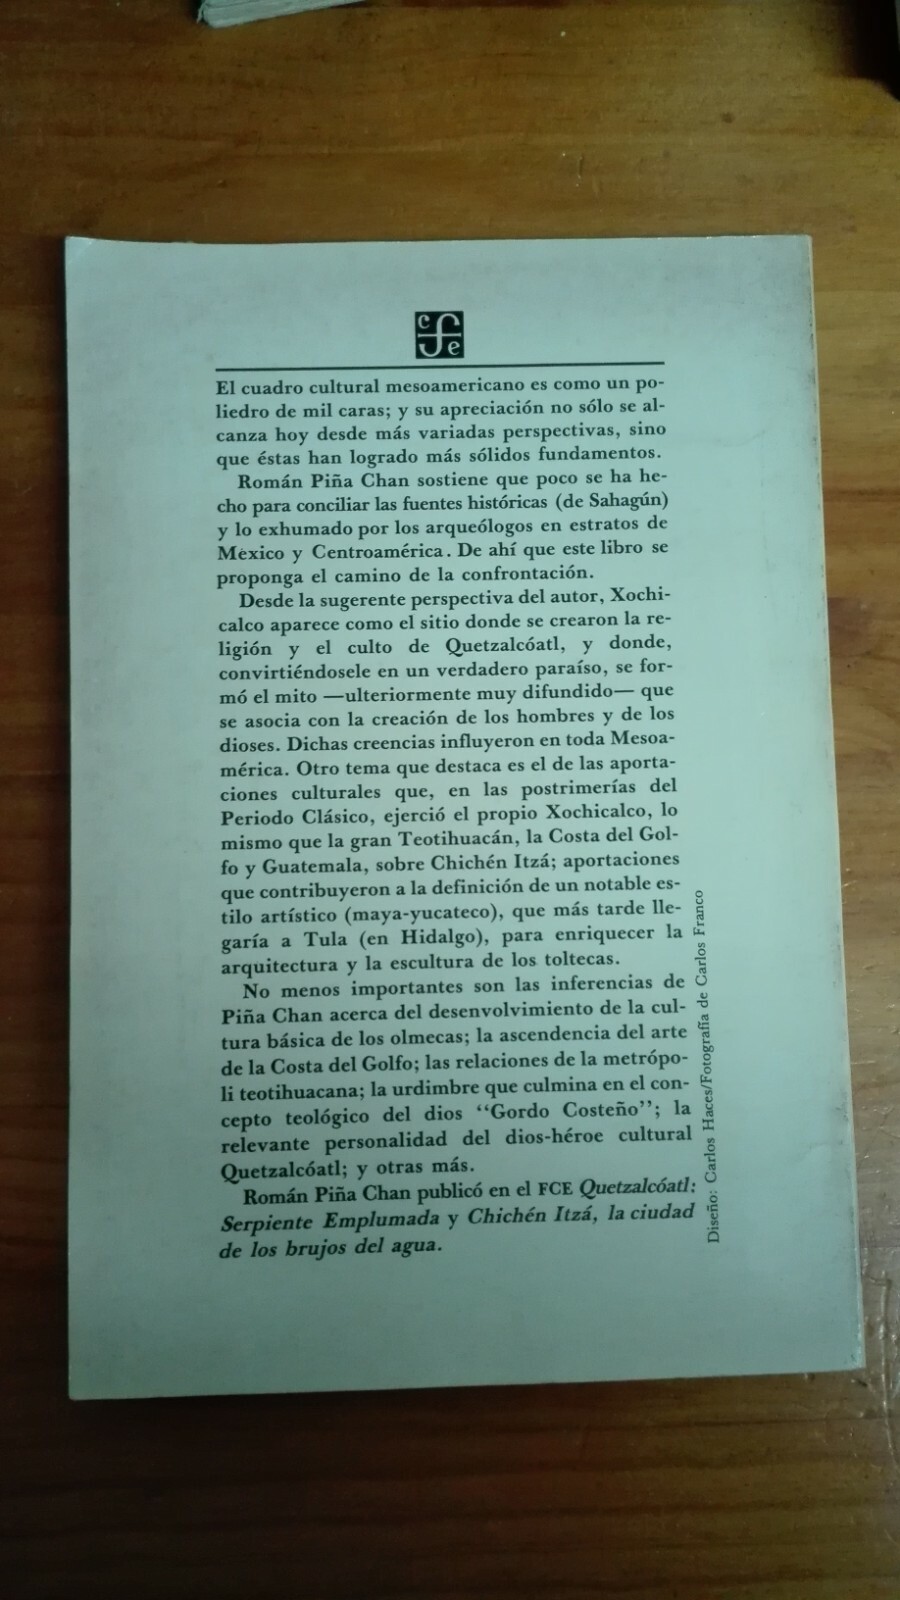 c f e
El cuadro cultural mesoamericano es como un po-
liedro de mil caras; y su apreciación no sólo se al-
canza hoy desde más variadas perspectivas, sino
que éstas han logrado más sólidos fundamentos.
Román Piña Chan sostiene que poco se ha he-
cho para conciliar las fuentes históricas (de Sahagún)
y lo exhumado por los arqueólogos en estratos de
México y Centroamérica. De ahí que este libro se
proponga el camino de la confrontación.
Desde la sugerente perspectiva del autor, Xochi-
calco aparece como el sitio donde se crearon la re-
ligión y el culto de Quetzalcóatl, y donde,
convirtiéndosele en un verdadero paraíso, se for-
mó el mito —ulteriormente muy difundido— que
se asocia con la creación de los hombres y de los
dioses. Dichas creencias influyeron en toda Mesoa-
mérica. Otro tema que destaca es el de las aporta-
ciones culturales que, en las postrimerías del
Periodo Clásico, ejerció el propio Xochicalco, lo
mismo que la gran Teotihuacán, la Costa del Gol-
fo y Guatemala, sobre Chichén Itzá; aportaciones
que contribuyeron a la definición de un notable es-
tilo artístico (maya-yucateco), que más tarde lle-
garía a Tula (en Hidalgo), para enriquecer la
arquitectura y la escultura de los toltecas.
No menos importantes son las inferencias de
Piña Chan acerca del desenvolvimiento de la cul-
tura básica de los olmecas; la ascendencia del arte
de la Costa del Golfo; las relaciones de la metrópo-
li teotihuacana; la urdimbre que culmina en el con-
cepto teológico del dios “Gordo Costeño”; la
relevante personalidad del dios-héroe cultural
Quetzalcóatl; y otras más.
Román Piña Chan publicó en el FCE Quetzalcóatl:
Serpiente Emplumada y Chichén Itzá, la ciudad
de los brujos del agua.
Diseño: Carlos Haces/Fotografía de Carlos Franco